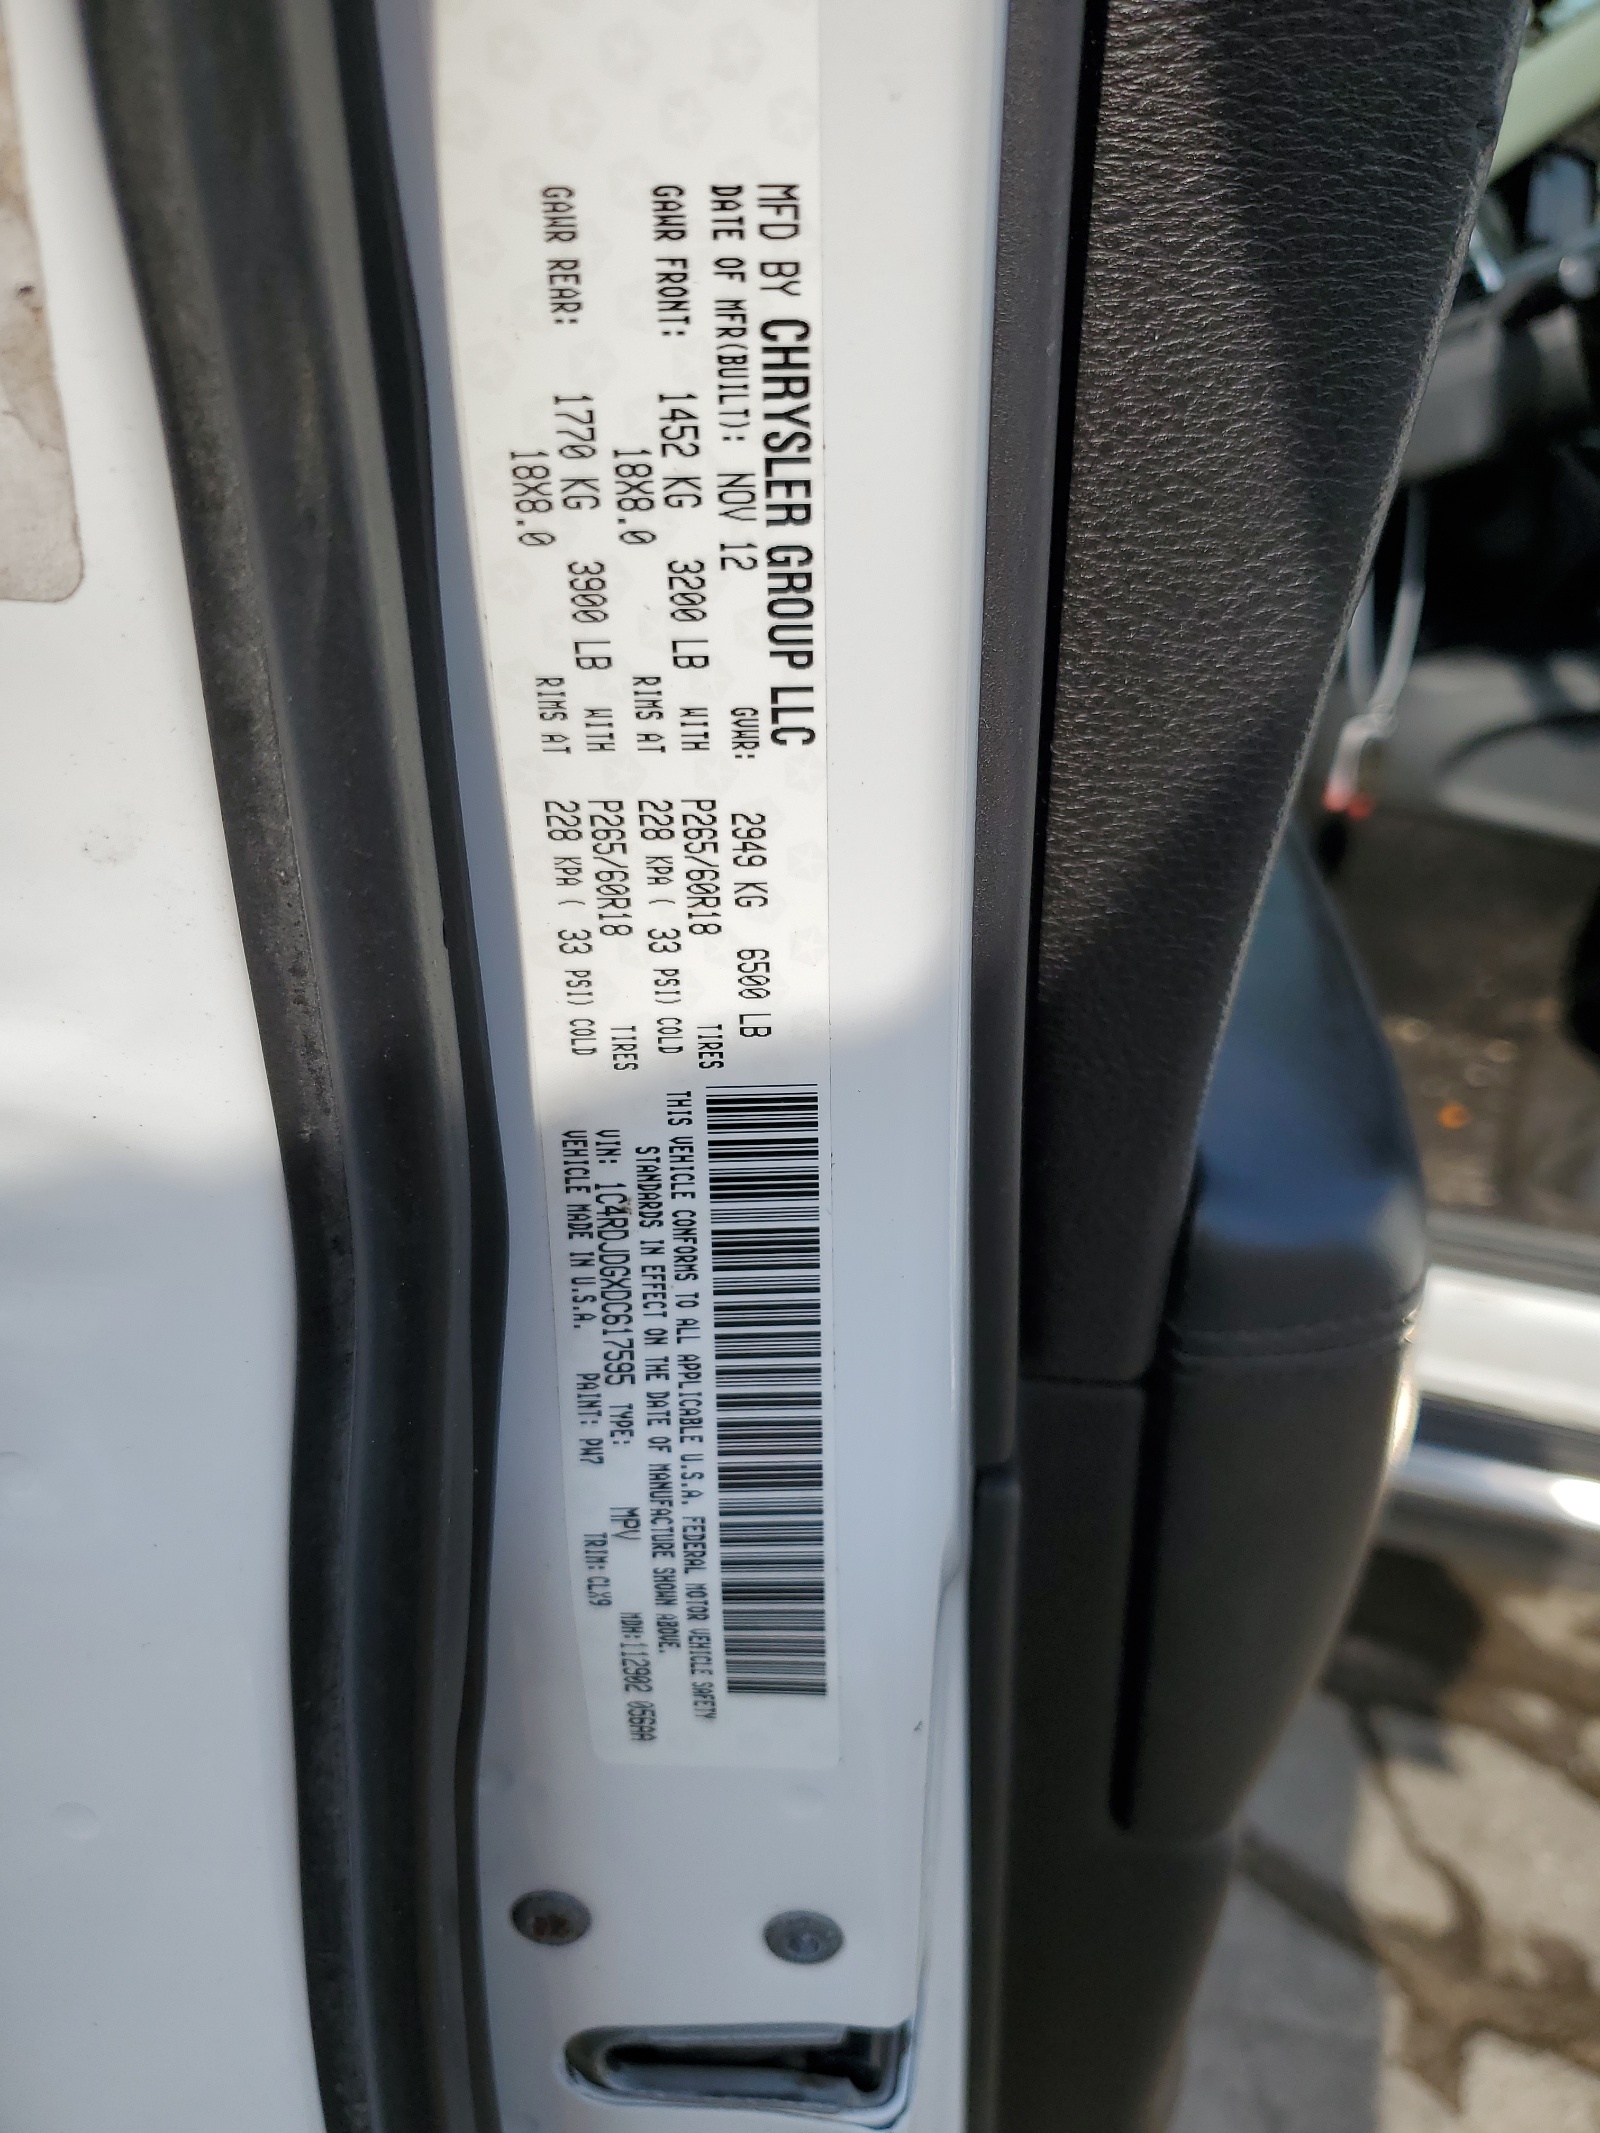 MFD BY CHRYSLER GROUP LLC
DATE OF MFR(BUILT): NOV 12 GVWR: 2949 KG 6500 LB
GAWR FRONT: 1452 KG 3200 LB WITH P265/60R18 TIRES
18X8.0 RIMS AT 228 KPA ( 33 PSI) COLD
GAWR REAR: 1770 KG 3900 LB WITH P265/60R18 TIRES
18X8.0 RIMS AT 228 KPA ( 33 PSI) COLD
THIS VEHICLE CONFORMS TO ALL APPLICABLE U.S.A. FEDERAL MOTOR VEHICLE SAFETY
STANDARDS IN EFFECT ON THE DATE OF MANUFACTURE SHOWN ABOVE.
VIN: 1C4RDJDGXDC617595 TYPE: MPV MDH:112902 056AA
VEHICLE MADE IN U.S.A. PAINT: PW7 TRIM:CLX9